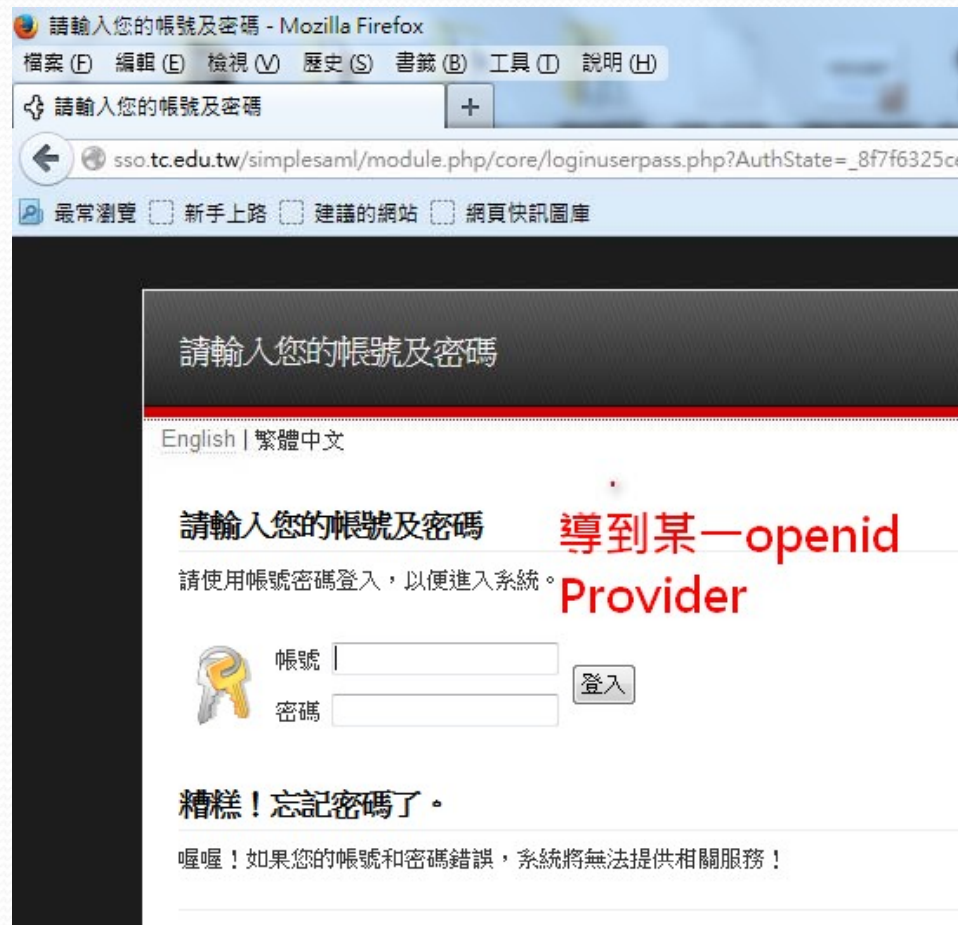 請輸入您的帳號及密碼 - Mozilla Firefox
檔案 (F) 編輯 (E) 檢視 (V) 歷史 (S) 書籤 (B) 工具 (T) 說明 (H)
請輸入您的帳號及密碼 +
sso.tc.edu.tw/simplesaml/module.php/core/loginuserpass.php?AuthState=_8f7f6325ce
最常瀏覽 新手上路 建議的網站 網頁快訊圖庫
請輸入您的帳號及密碼
English | 繁體中文
請輸入您的帳號及密碼
導到某一openid
Provider
請使用帳號密碼登入，以便進入系統。
帳號
登入
密碼
糟糕！忘記密碼了。
喔喔！如果您的帳號和密碼錯誤，系統將無法提供相關服務！